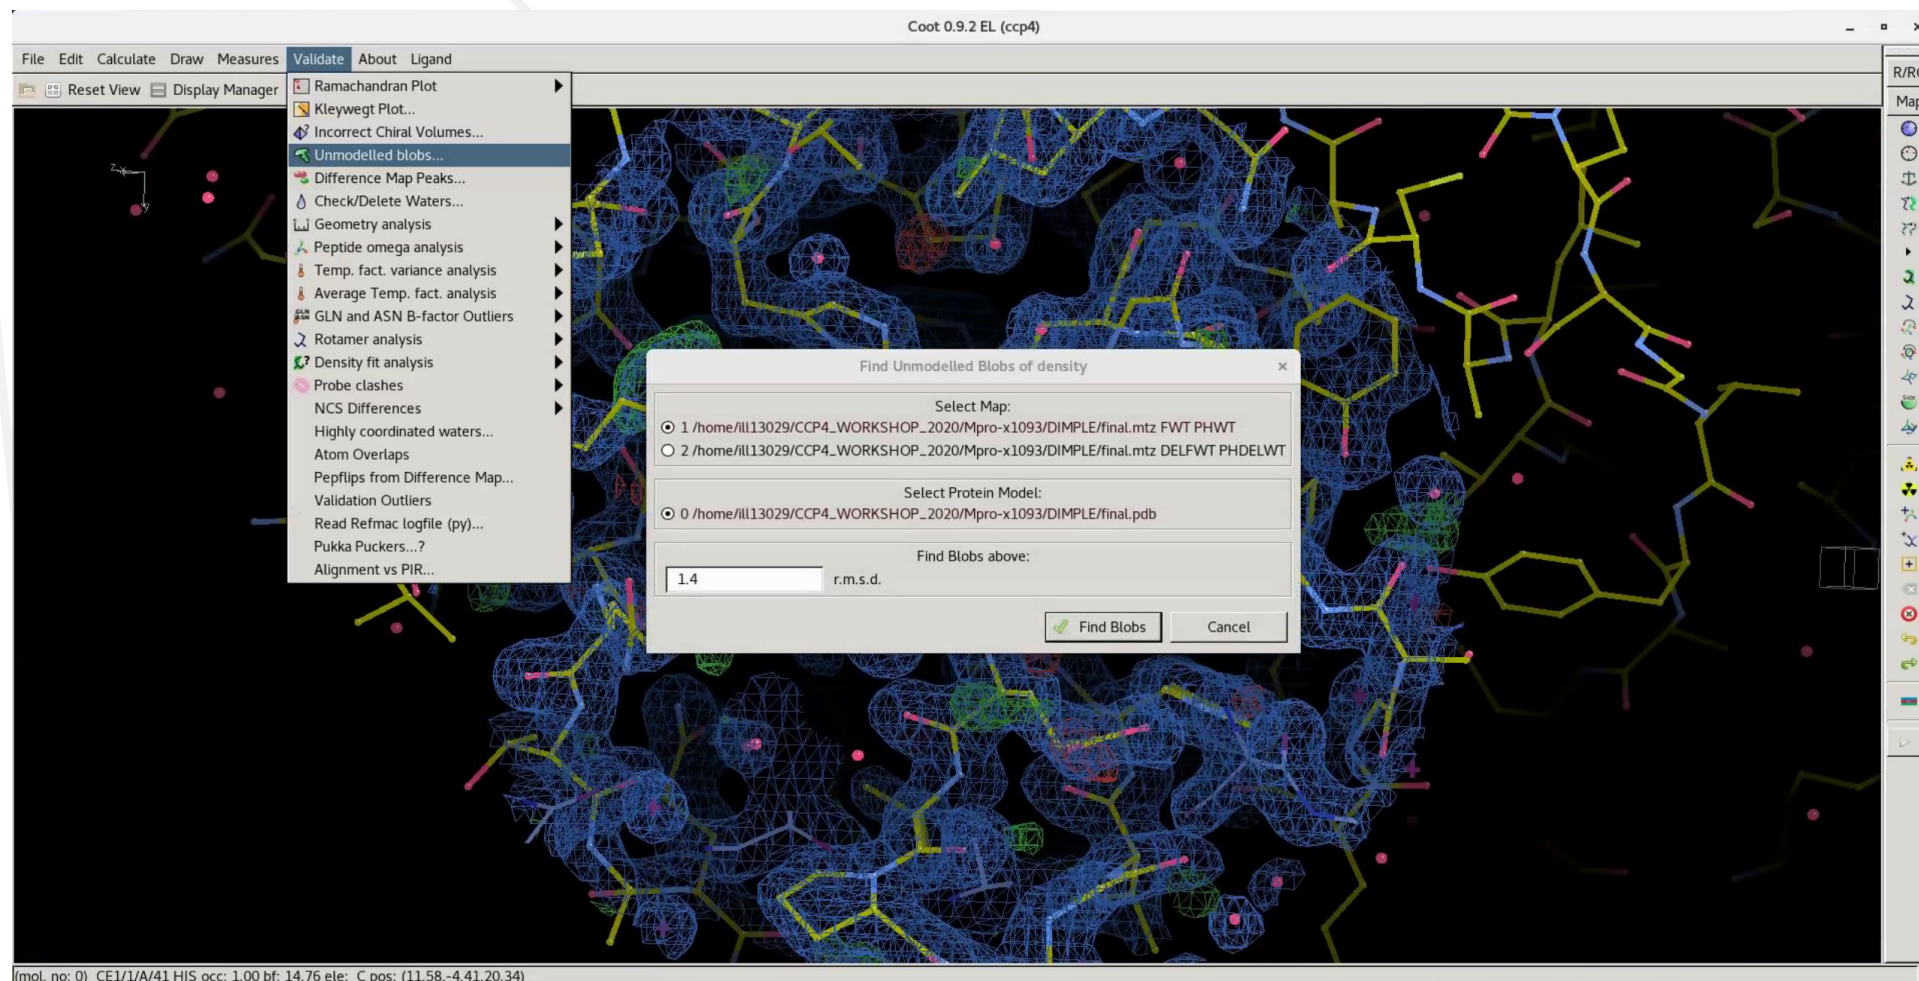 Coot 0.9.2 EL (ccp4)
File Edit Calculate Draw Measures Validate About Ligand
Reset View Display Manager
R/RC
Map
Ramachandran Plot
Kleywegt Plot...
Incorrect Chiral Volumes...
Unmodelled blobs...
Difference Map Peaks...
Check/Delete Waters...
Geometry analysis
Peptide omega analysis
Temp. fact. variance analysis
Average Temp. fact. analysis
GLN and ASN B-factor Outliers
Rotamer analysis
Density fit analysis
Probe clashes
NCS Differences
Highly coordinated waters...
Atom Overlaps
Pepflips from Difference Map...
Validation Outliers
Read Refmac logfile (py)...
Pukka Puckers...?
Alignment vs PIR...
Find Unmodelled Blobs of density
Select Map:
1 /home/ill13029/CCP4_WORKSHOP_2020/Mpro-x1093/DIMPLE/final.mtz FWT PHWT
2 /home/ill13029/CCP4_WORKSHOP_2020/Mpro-x1093/DIMPLE/final.mtz DELFWT PHDELWT
Select Protein Model:
0 /home/ill13029/CCP4_WORKSHOP_2020/Mpro-x1093/DIMPLE/final.pdb
Find Blobs above:
1.4 r.m.s.d.
Find Blobs Cancel
Side
(mol. no: 0) CE1/1/A/41 HIS occ: 1.00 bf: 14.76 ele: C pos: (11.58,-4.41,20.34)